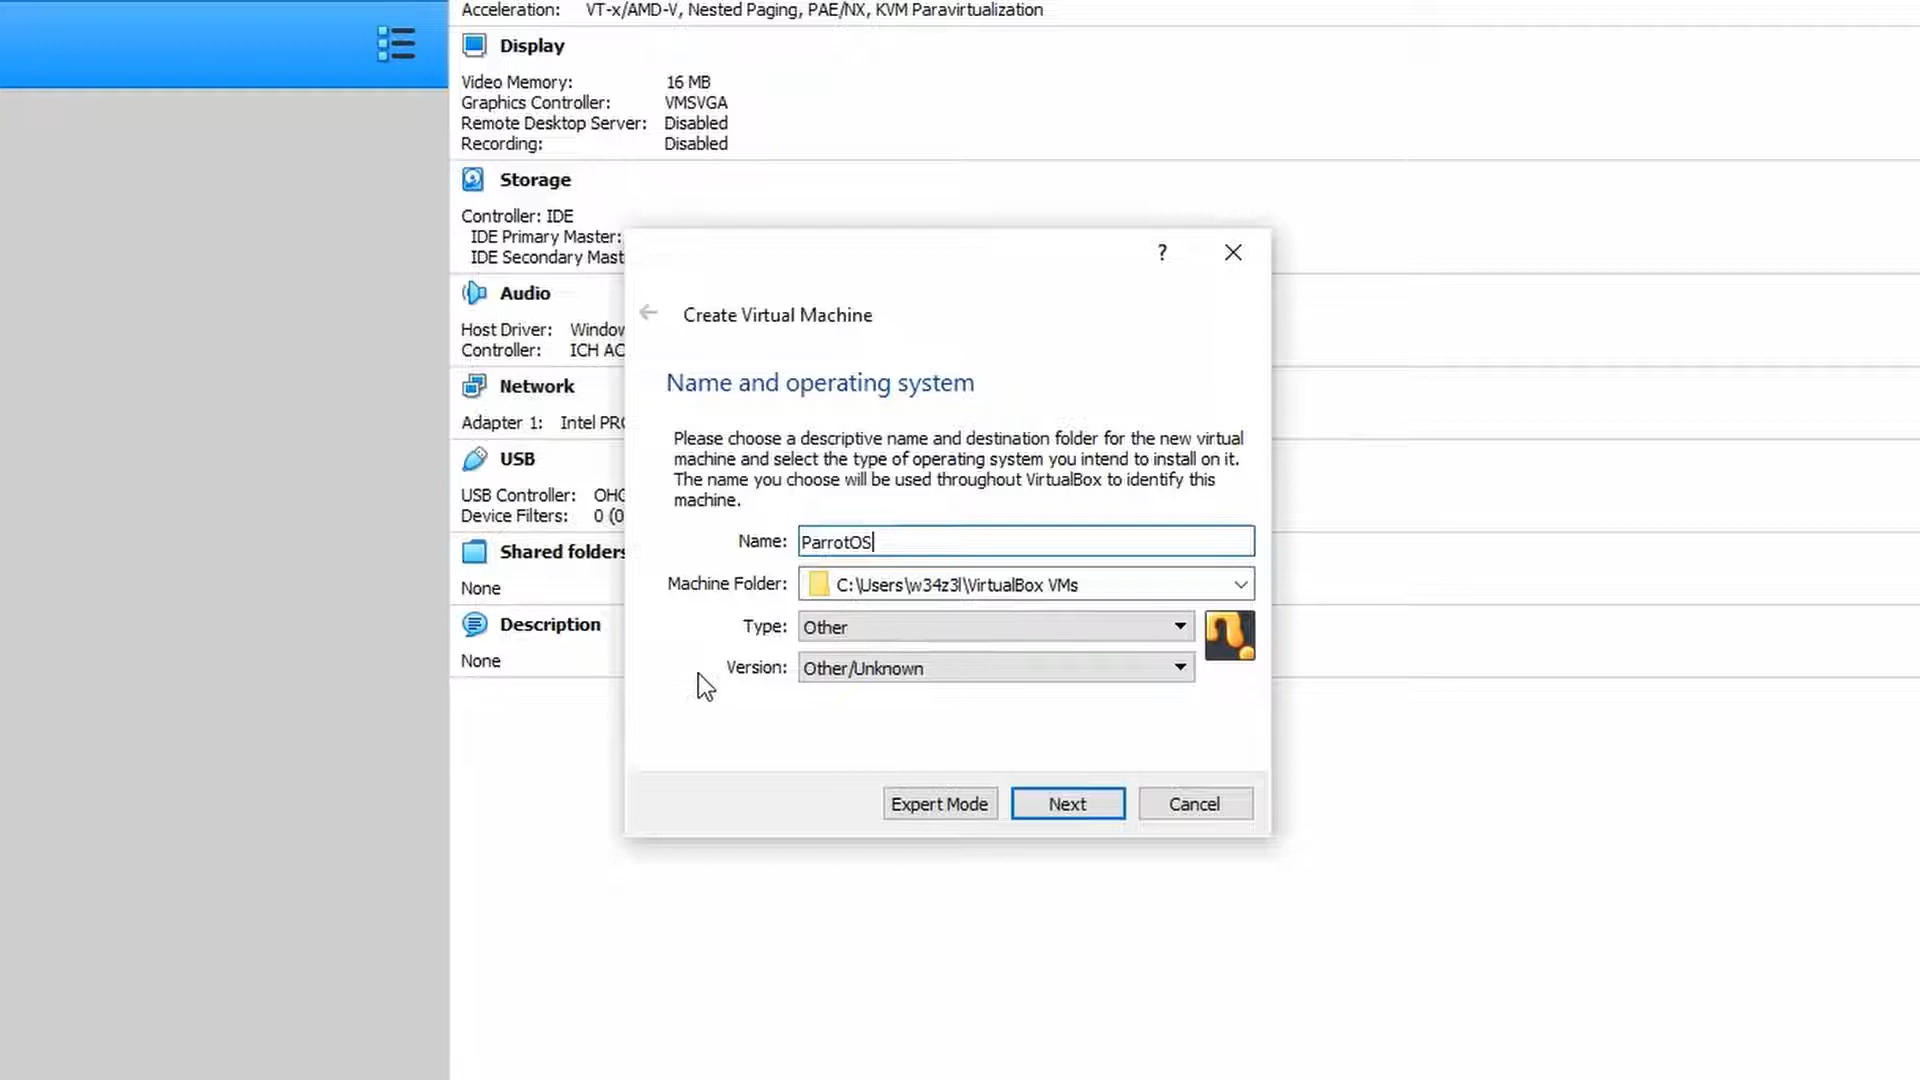 Acceleration: VT-x/AMD-V, Nested Paging, PAE/NX, KVM Paravirtualization
Display
Video Memory: 16 MB
Graphics Controller: VMSVGA
Remote Desktop Server: Disabled
Recording: Disabled
Storage
Controller: IDE
IDE Primary Master:
IDE Secondary Mast
Audio
Host Driver: Window
Controller: ICH AC
Network
Adapter 1: Intel PRO
USB
USB Controller: OHC
Device Filters: 0 (0
Shared folders
None
Description
None
?
Create Virtual Machine
Name and operating system
Please choose a descriptive name and destination folder for the new virtual
machine and select the type of operating system you intend to install on it.
The name you choose will be used throughout VirtualBox to identify this
machine.
Name: ParrotOS
Machine Folder: C:\Users\w34z3l\VirtualBox VMs
Type: Other
Version: Other/Unknown
Expert Mode Next Cancel